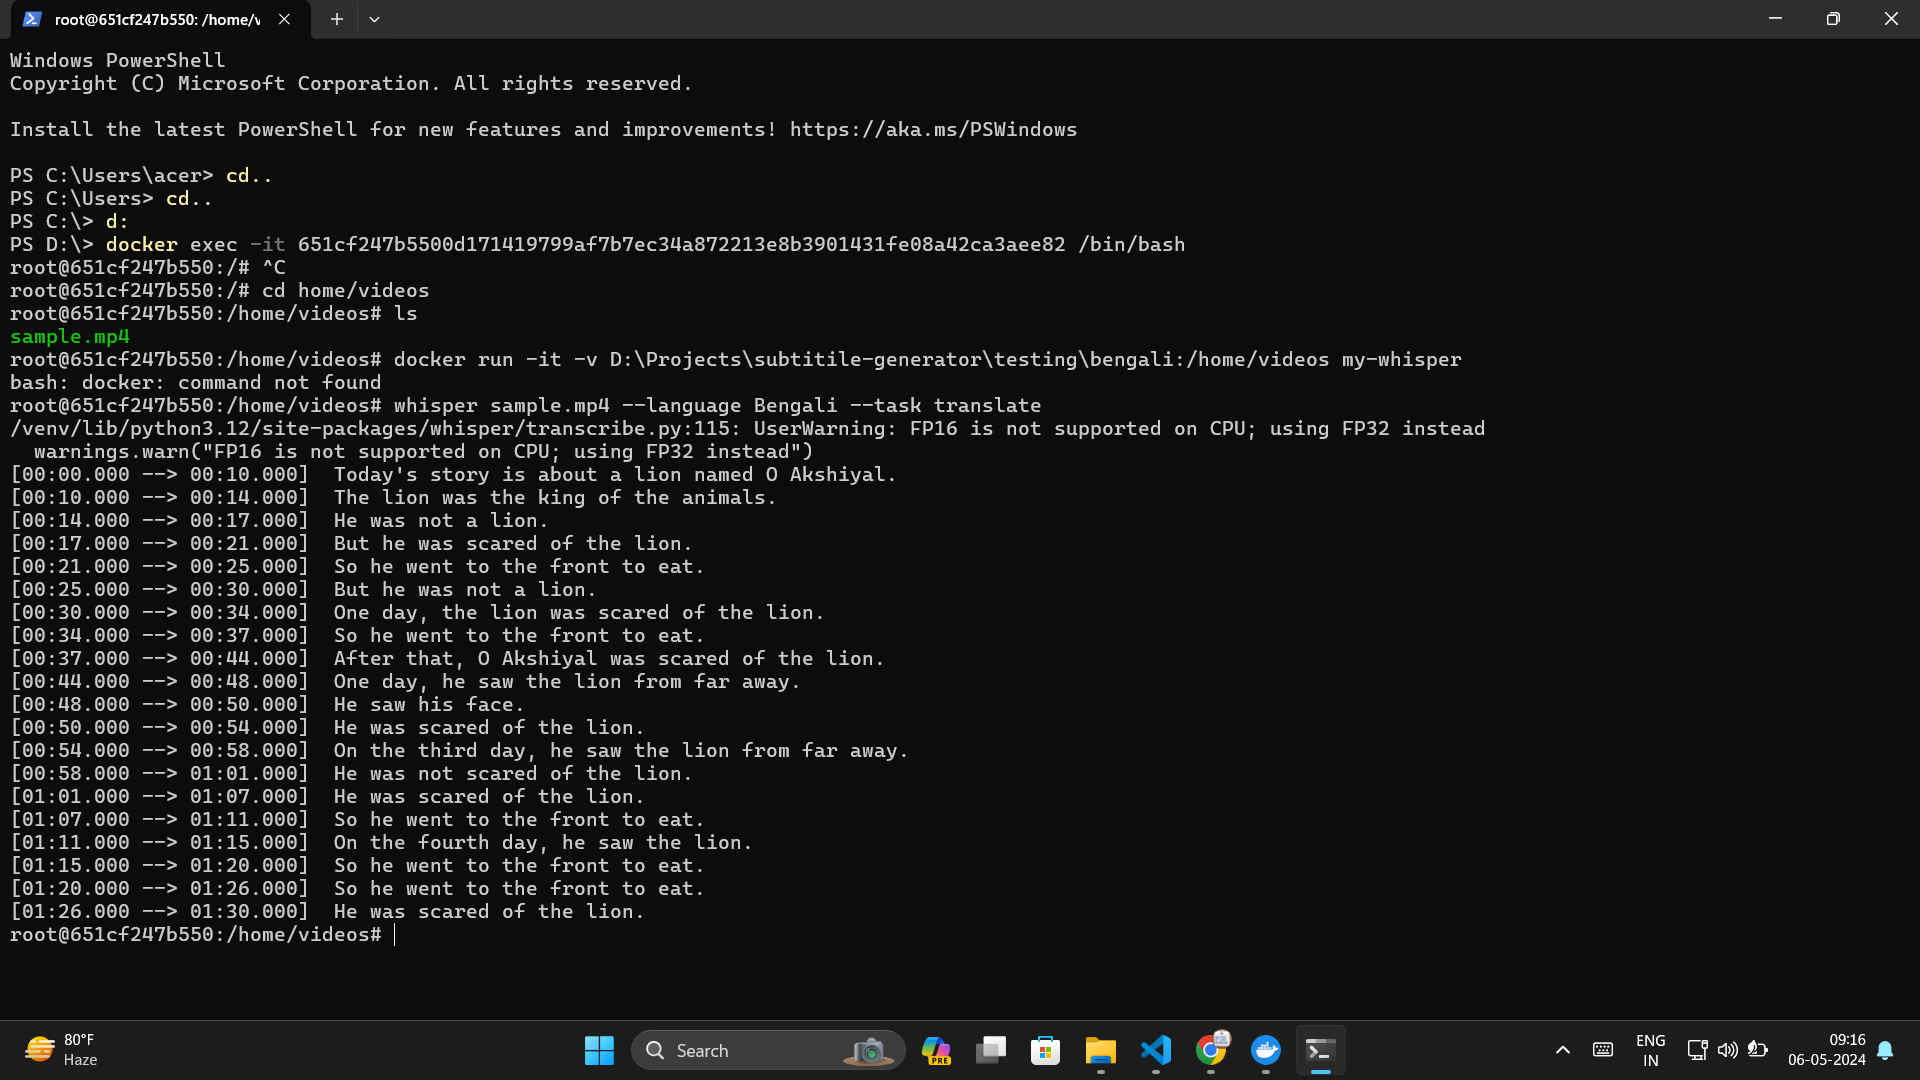 root@651cf247b550: /home/v
Windows PowerShell
Copyright (C) Microsoft Corporation. All rights reserved.
Install the latest PowerShell for new features and improvements! https://aka.ms/PSWindows
PS C:\Users\acer> cd..
PS C:\Users> cd..
PS C:\> d:
PS D:\> docker exec -it 651cf247b5500d171419799af7b7ec34a872213e8b3901431fe08a42ca3aee82 /bin/bash
root@651cf247b550:/# ^C
root@651cf247b550:/# cd home/videos
root@651cf247b550:/home/videos# ls
sample.mp4
root@651cf247b550:/home/videos# docker run -it -v D:\Projects\subtitile-generator\testing\bengali:/home/videos my-whisper
bash: docker: command not found
root@651cf247b550:/home/videos# whisper sample.mp4 --language Bengali --task translate
/venv/lib/python3.12/site-packages/whisper/transcribe.py:115: UserWarning: FP16 is not supported on CPU; using FP32 instead
  warnings.warn("FP16 is not supported on CPU; using FP32 instead")
[00:00.000 --> 00:10.000]  Today's story is about a lion named O Akshiyal.
[00:10.000 --> 00:14.000]  The lion was the king of the animals.
[00:14.000 --> 00:17.000]  He was not a lion.
[00:17.000 --> 00:21.000]  But he was scared of the lion.
[00:21.000 --> 00:25.000]  So he went to the front to eat.
[00:25.000 --> 00:30.000]  But he was not a lion.
[00:30.000 --> 00:34.000]  One day, the lion was scared of the lion.
[00:34.000 --> 00:37.000]  So he went to the front to eat.
[00:37.000 --> 00:44.000]  After that, O Akshiyal was scared of the lion.
[00:44.000 --> 00:48.000]  One day, he saw the lion from far away.
[00:48.000 --> 00:50.000]  He saw his face.
[00:50.000 --> 00:54.000]  He was scared of the lion.
[00:54.000 --> 00:58.000]  On the third day, he saw the lion from far away.
[00:58.000 --> 01:01.000]  He was not scared of the lion.
[01:01.000 --> 01:07.000]  He was scared of the lion.
[01:07.000 --> 01:11.000]  So he went to the front to eat.
[01:11.000 --> 01:15.000]  On the fourth day, he saw the lion.
[01:15.000 --> 01:20.000]  So he went to the front to eat.
[01:20.000 --> 01:26.000]  So he went to the front to eat.
[01:26.000 --> 01:30.000]  He was scared of the lion.
root@651cf247b550:/home/videos#
80°F
Haze
Search
PRE
ENG
IN
09:16
06-05-2024